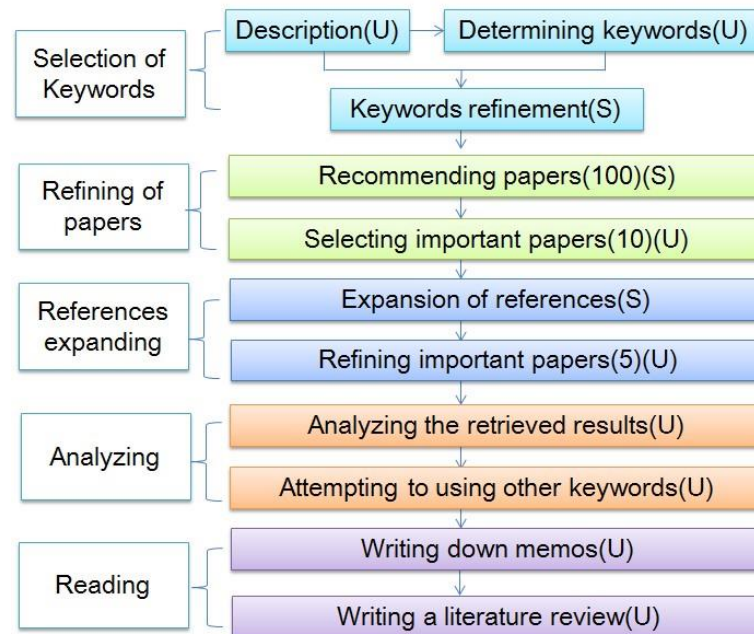 Selection of
Keywords
Description(U)
Determining keywords(U)
Keywords refinement(S)
Refining of
papers
Recommending papers(100)(S)
Selecting important papers(10)(U)
References
expanding
Expansion of references(S)
Refining important papers(5)(U)
Analyzing
Analyzing the retrieved results(U)
Attempting to using other keywords(U)
Reading
Writing down memos(U)
Writing a literature review(U)